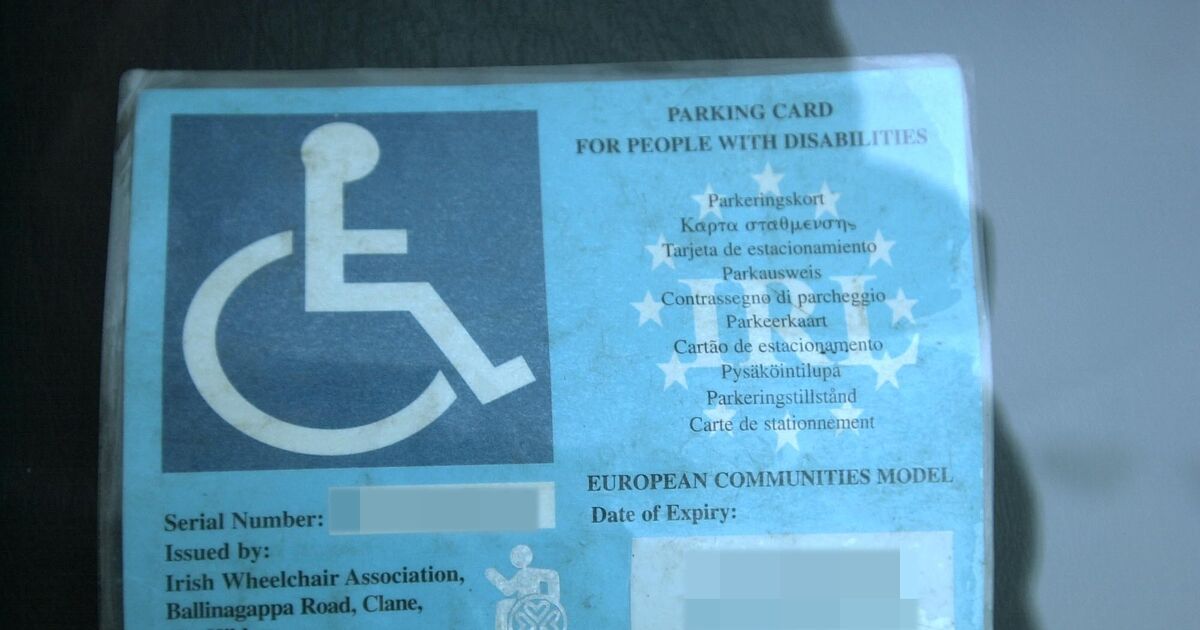 PARKING CARD
FOR PEOPLE WITH DISABILITIES
Parkeringskort
Καρτα σταθμευσης
Tarjeta de estacionamiento
Parkausweis
Contrassegno di parcheggio
Parkeerkaart
Cartão de estacionamento
Pysäköintilupa
Parkeringstillstånd
Carte de stationnement
IRL
EUROPEAN COMMUNITIES MODEL
Date of Expiry:
Serial Number:
Issued by:
Irish Wheelchair Association,
Ballinagappa Road, Clane,